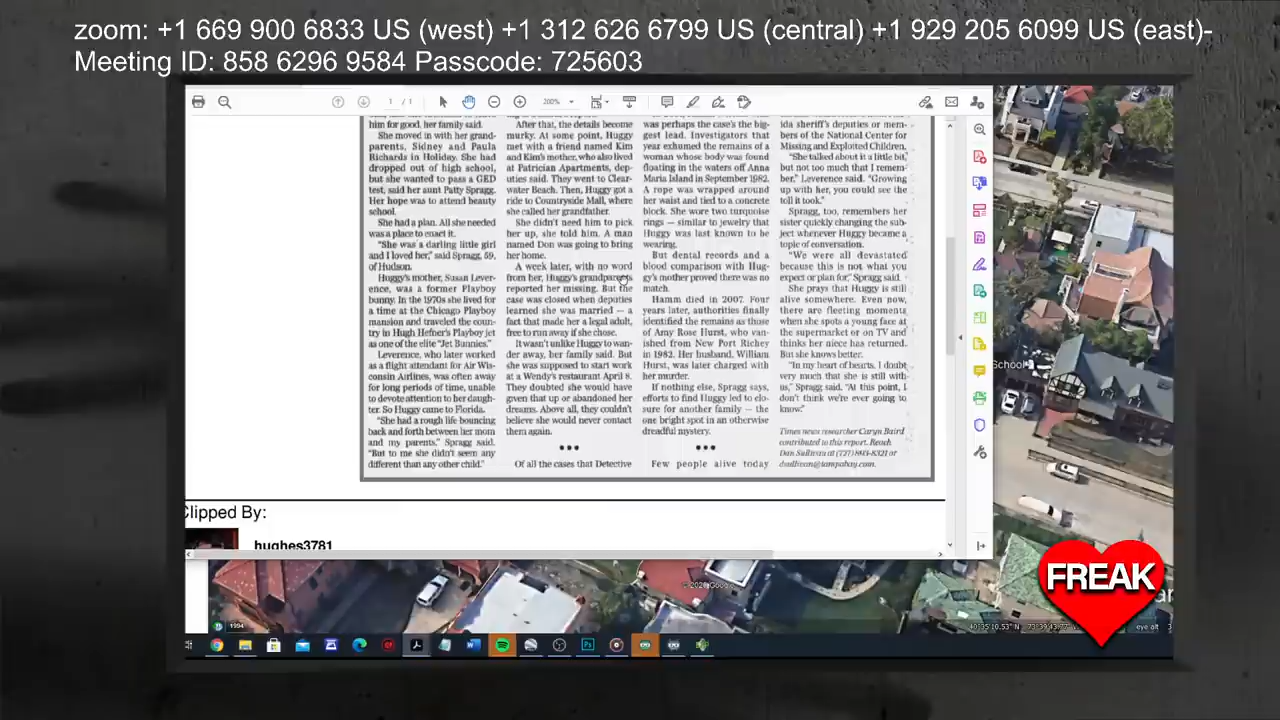 zoom: +1 669 900 6833 US (west) +1 312 626 6799 US (central) +1 929 205 6099 US (east)-
Meeting ID: 858 6296 9584 Passcode: 725603
1 / 1
200%
him for good, her family said.
She moved in with her grand-
parents, Sidney and Paula
Richards in Holiday. She had
dropped out of high school,
but she wanted to pass a GED
test, said her aunt Patty Spragg.
Her hope was to attend beauty
school.
She had a plan. All she needed
was a place to enact it.
"She was a darling little girl
and I loved her," said Spragg, 59,
of Hudson.
Huggy's mother, Susan Lever-
ence, was a former Playboy
bunny. In the 1970s she lived for
a time at the Chicago Playboy
mansion and traveled the coun-
try in Hugh Hefner's Playboy jet
as one of the elite "Jet Bunnies."
Leverence, who later worked
as a flight attendant for Air Wis-
consin Airlines, was often away
for long periods of time, unable
to devote attention to her daugh-
ter. So Huggy came to Florida.
"She had a rough life bouncing
back and forth between her mom
and my parents," Spragg said.
"But to me she didn't seem any
different than any other child."
After that, the details become
murky. At some point, Huggy
met with a friend named Kim
and Kim's mother, who also lived
at Patrician Apartments, dep-
uties said. They went to Clear-
water Beach. Then, Huggy got a
ride to Countryside Mall, where
she called her grandfather.
She didn't need him to pick
her up, she told him. A man
named Don was going to bring
her home.
A week later, with no word
from her, Huggy's grandparents
reported her missing. But the
case was closed when deputies
learned she was married — a
fact that made her a legal adult,
free to run away if she chose.
It wasn't unlike Huggy to wan-
der away, her family said. But
she was supposed to start work
at a Wendy's restaurant April 8.
They doubted she would have
given that up or abandoned her
dreams. Above all, they couldn't
believe she would never contact
them again.
•••
Of all the cases that Detective
was perhaps the case's the big-
gest lead. Investigators that
year exhumed the remains of a
woman whose body was found
floating in the waters off Anna
Maria Island in September 1982.
A rope was wrapped around
her waist and tied to a concrete
block. She wore two turquoise
rings — similar to jewelry that
Huggy was last known to be
wearing.
But dental records and a
blood comparison with Hug-
gy's mother proved there was no
match.
Hamm died in 2007. Four
years later, authorities finally
identified the remains as those
of Amy Rose Hurst, who van-
ished from New Port Richey
in 1982. Her husband, William
Hurst, was later charged with
her murder.
If nothing else, Spragg says,
efforts to find Huggy led to clo-
sure for another family — the
one bright spot in an otherwise
dreadful mystery.
•••
Few people alive today
ida sheriff's deputies or mem-
bers of the National Center for
Missing and Exploited Children.
"She talked about it a little bit,
but not too much that I remem-
ber," Leverence said. "Growing
up with her, you could see the
toll it took."
Spragg, too, remembers her
sister quickly changing the sub-
ject whenever Huggy became a
topic of conversation.
"We were all devastated
because this is not what you
expect or plan for," Spragg said.
She prays that Huggy is still
alive somewhere. Even now,
there are fleeting moments
when she spots a young face at
the supermarket or on TV and
thinks her niece has returned.
But she knows better.
"In my heart of hearts, I doubt
very much that she is still with
us," Spragg said. "At this point, I
don't think we're ever going to
know."
Times news researcher Caryn Baird
contributed to this report. Reach
Dan Sullivan at (727) 893-8321 or
dsullivan@tampabay.com.
Clipped By:
hughes3781
School
1994
FREAK
eye alt